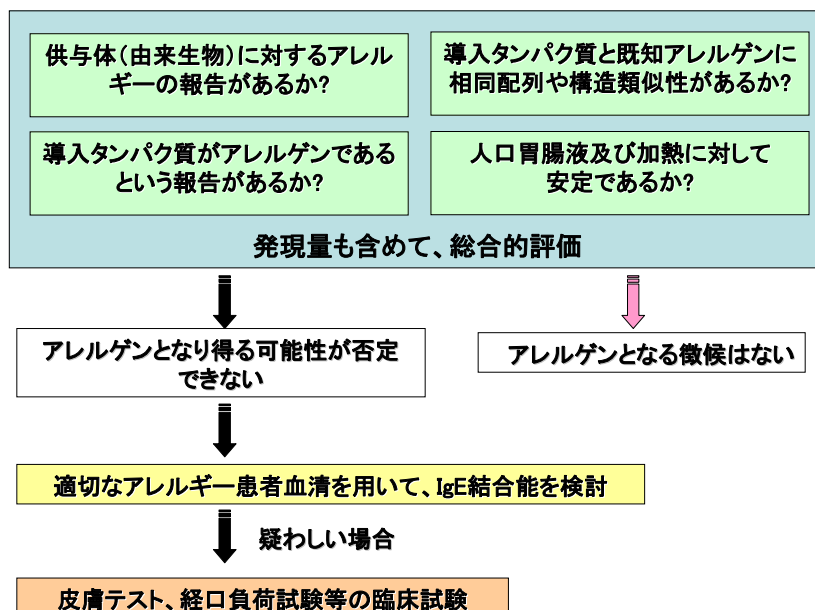 供与体(由来生物)に対するアレル
ギーの報告があるか?
導入タンパク質と既知アレルゲンに
相同配列や構造類似性があるか?
導入タンパク質がアレルゲンである
という報告があるか?
人口胃腸液及び加熱に対して
安定であるか?
発現量も含めて、総合的評価
アレルゲンとなり得る可能性が否定
できない
アレルゲンとなる徴候はない
適切なアレルギー患者血清を用いて、IgE結合能を検討
疑わしい場合
皮膚テスト、経口負荷試験等の臨床試験